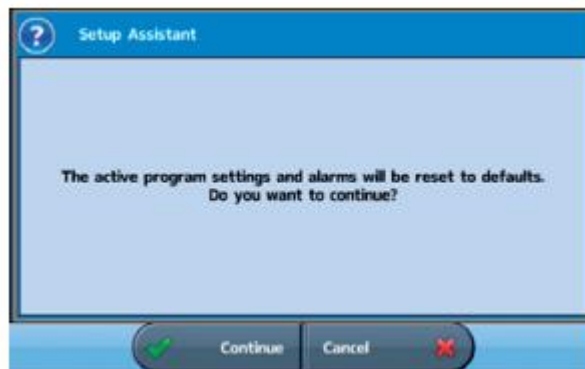 ?
Setup Assistant
The active program settings and alarms will be reset to defaults.
Do you want to continue?
Continue Cancel